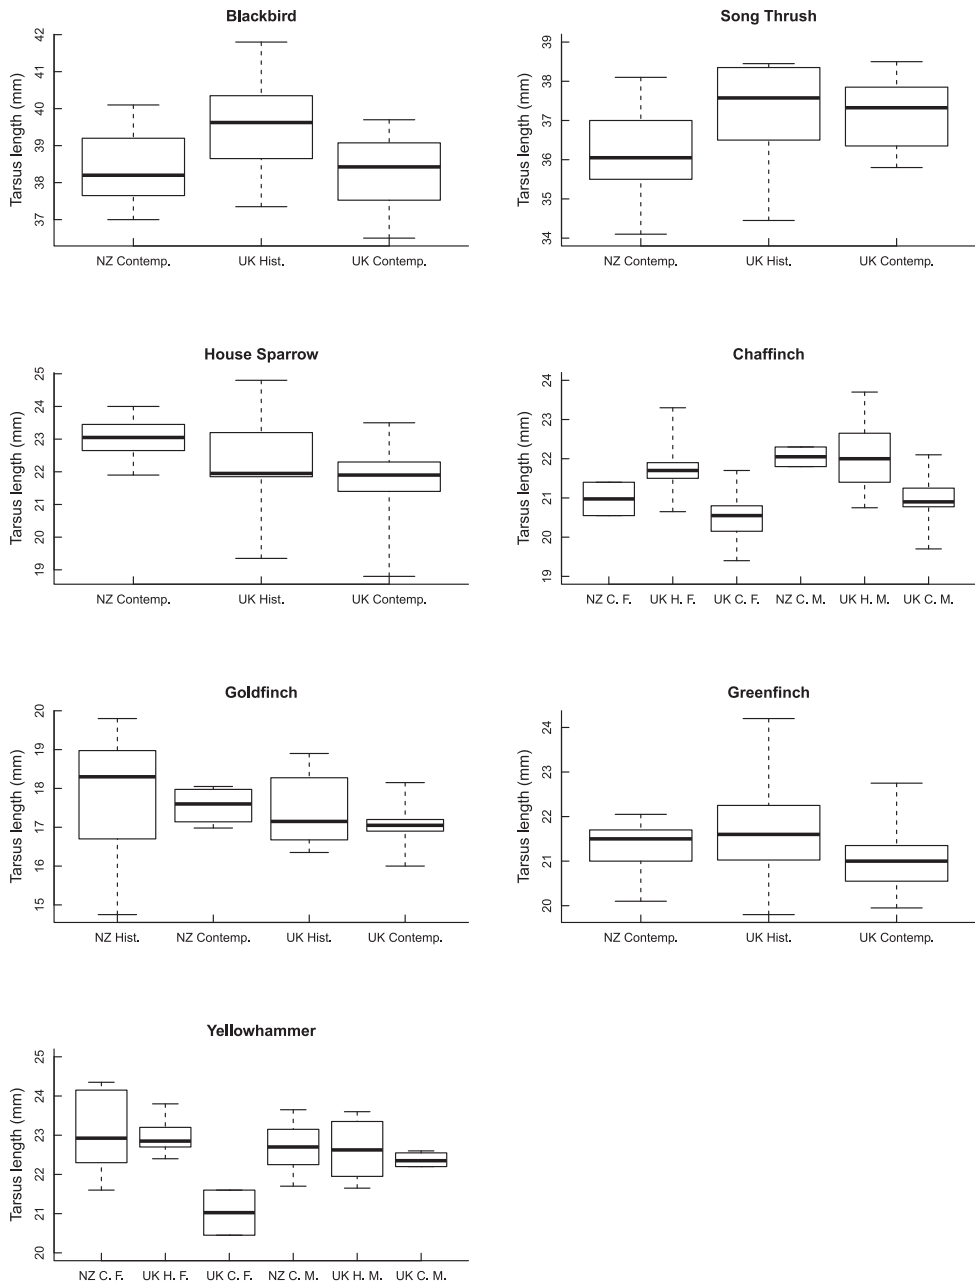 Blackbird
Tarsus length (mm)
42
41
40
39
38
37
NZ Contemp. UK Hist. UK Contemp.
Song Thrush
Tarsus length (mm)
39
38
37
36
35
34
NZ Contemp. UK Hist. UK Contemp.
House Sparrow
Tarsus length (mm)
25
24
23
22
21
20
19
NZ Contemp. UK Hist. UK Contemp.
Chaffinch
Tarsus length (mm)
24
23
22
21
20
19
NZ C. F. UK H. F. UK C. F. NZ C. M. UK H. M. UK C. M.
Goldfinch
Tarsus length (mm)
20
19
18
17
16
15
NZ Hist. NZ Contemp. UK Hist. UK Contemp.
Greenfinch
Tarsus length (mm)
24
23
22
21
20
NZ Contemp. UK Hist. UK Contemp.
Yellowhammer
Tarsus length (mm)
25
24
23
22
21
20
NZ C. F. UK H. F. UK C. F. NZ C. M. UK H. M. UK C. M.